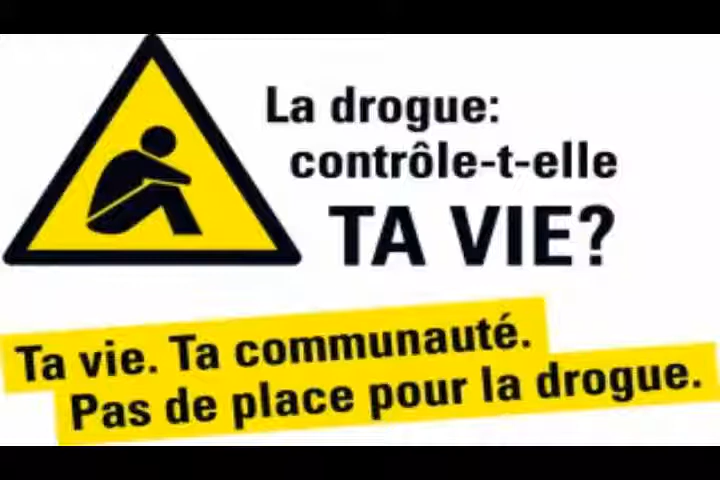 La drogue:
contrôle-t-elle
TA VIE?
Ta vie. Ta communauté.
Pas de place pour la drogue.